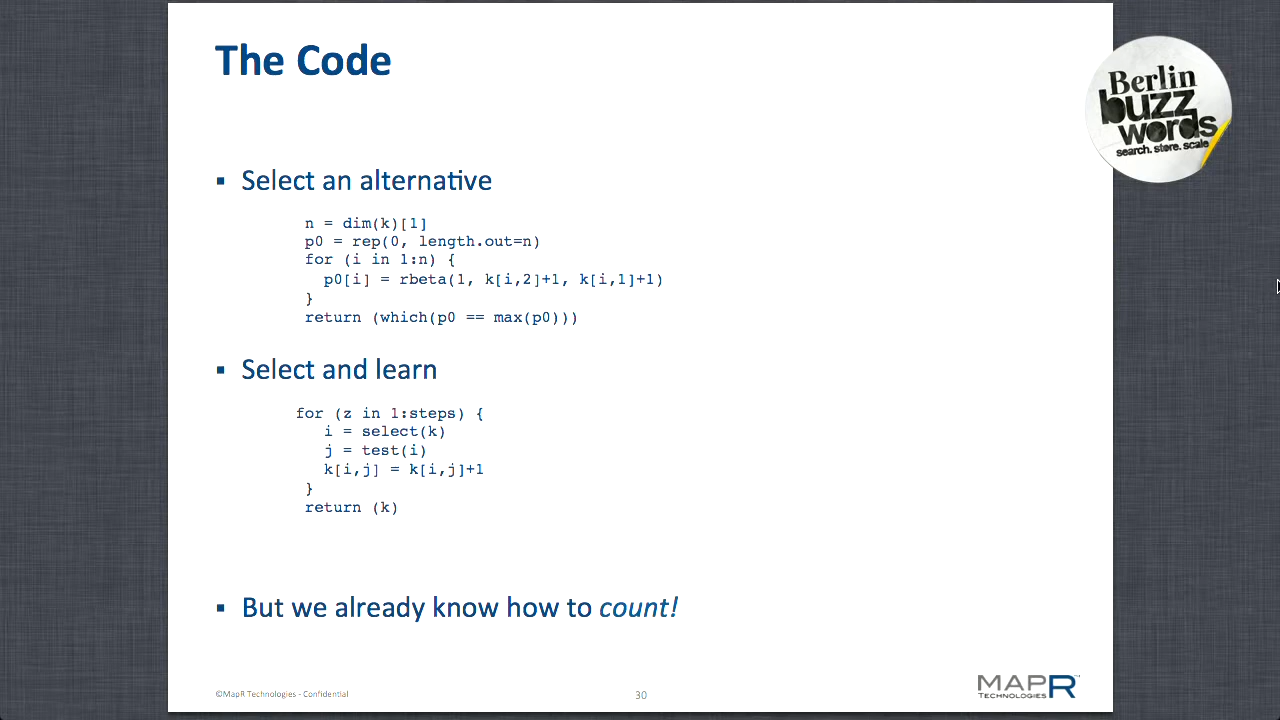 The Code
Berlin
buzz
words
search. store. scale
▪ Select an alternative
n = dim(k)[1]
p0 = rep(0, length.out=n)
for (i in 1:n) {
p0[i] = rbeta(1, k[i,2]+1, k[i,1]+1)
}
return (which(p0 == max(p0)))
▪ Select and learn
for (z in 1:steps) {
i = select(k)
j = test(i)
k[i,j] = k[i,j]+1
}
return (k)
▪ But we already know how to count!
©MapR Technologies - Confidential
30
MAPR™
TECHNOLOGIES